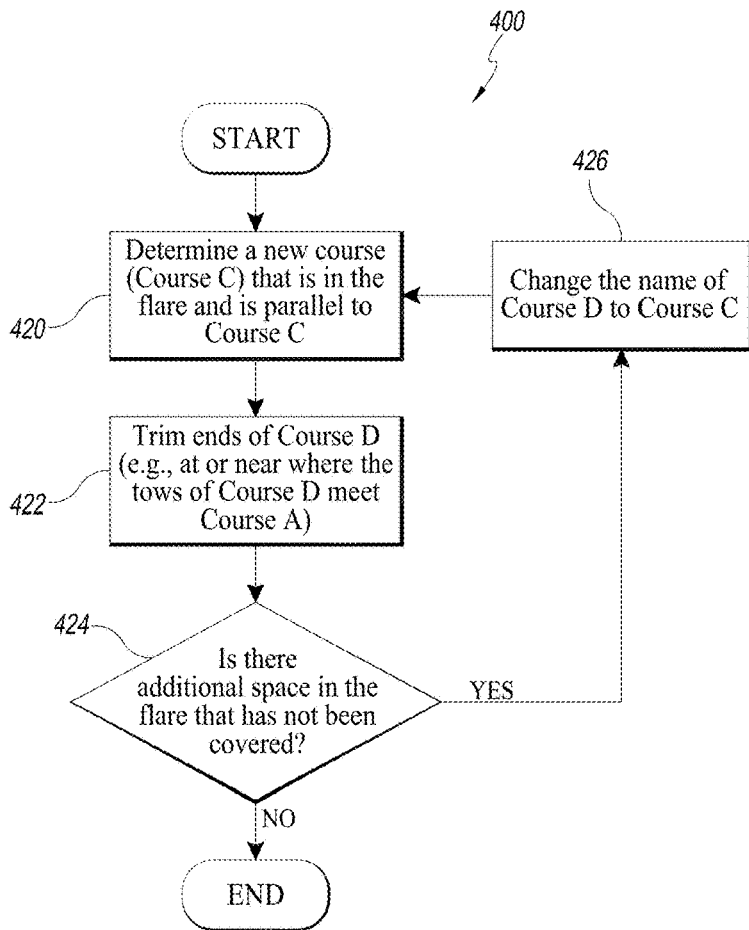 400
START
426
Determine a new course
(Course C) that is in the
flare and is parallel to
Course C
420
Change the name of
Course D to Course C
Trim ends of Course D
(e.g., at or near where the
tows of Course D meet
Course A)
422
424
Is there
additional space in the
flare that has not been
covered?
YES
NO
END